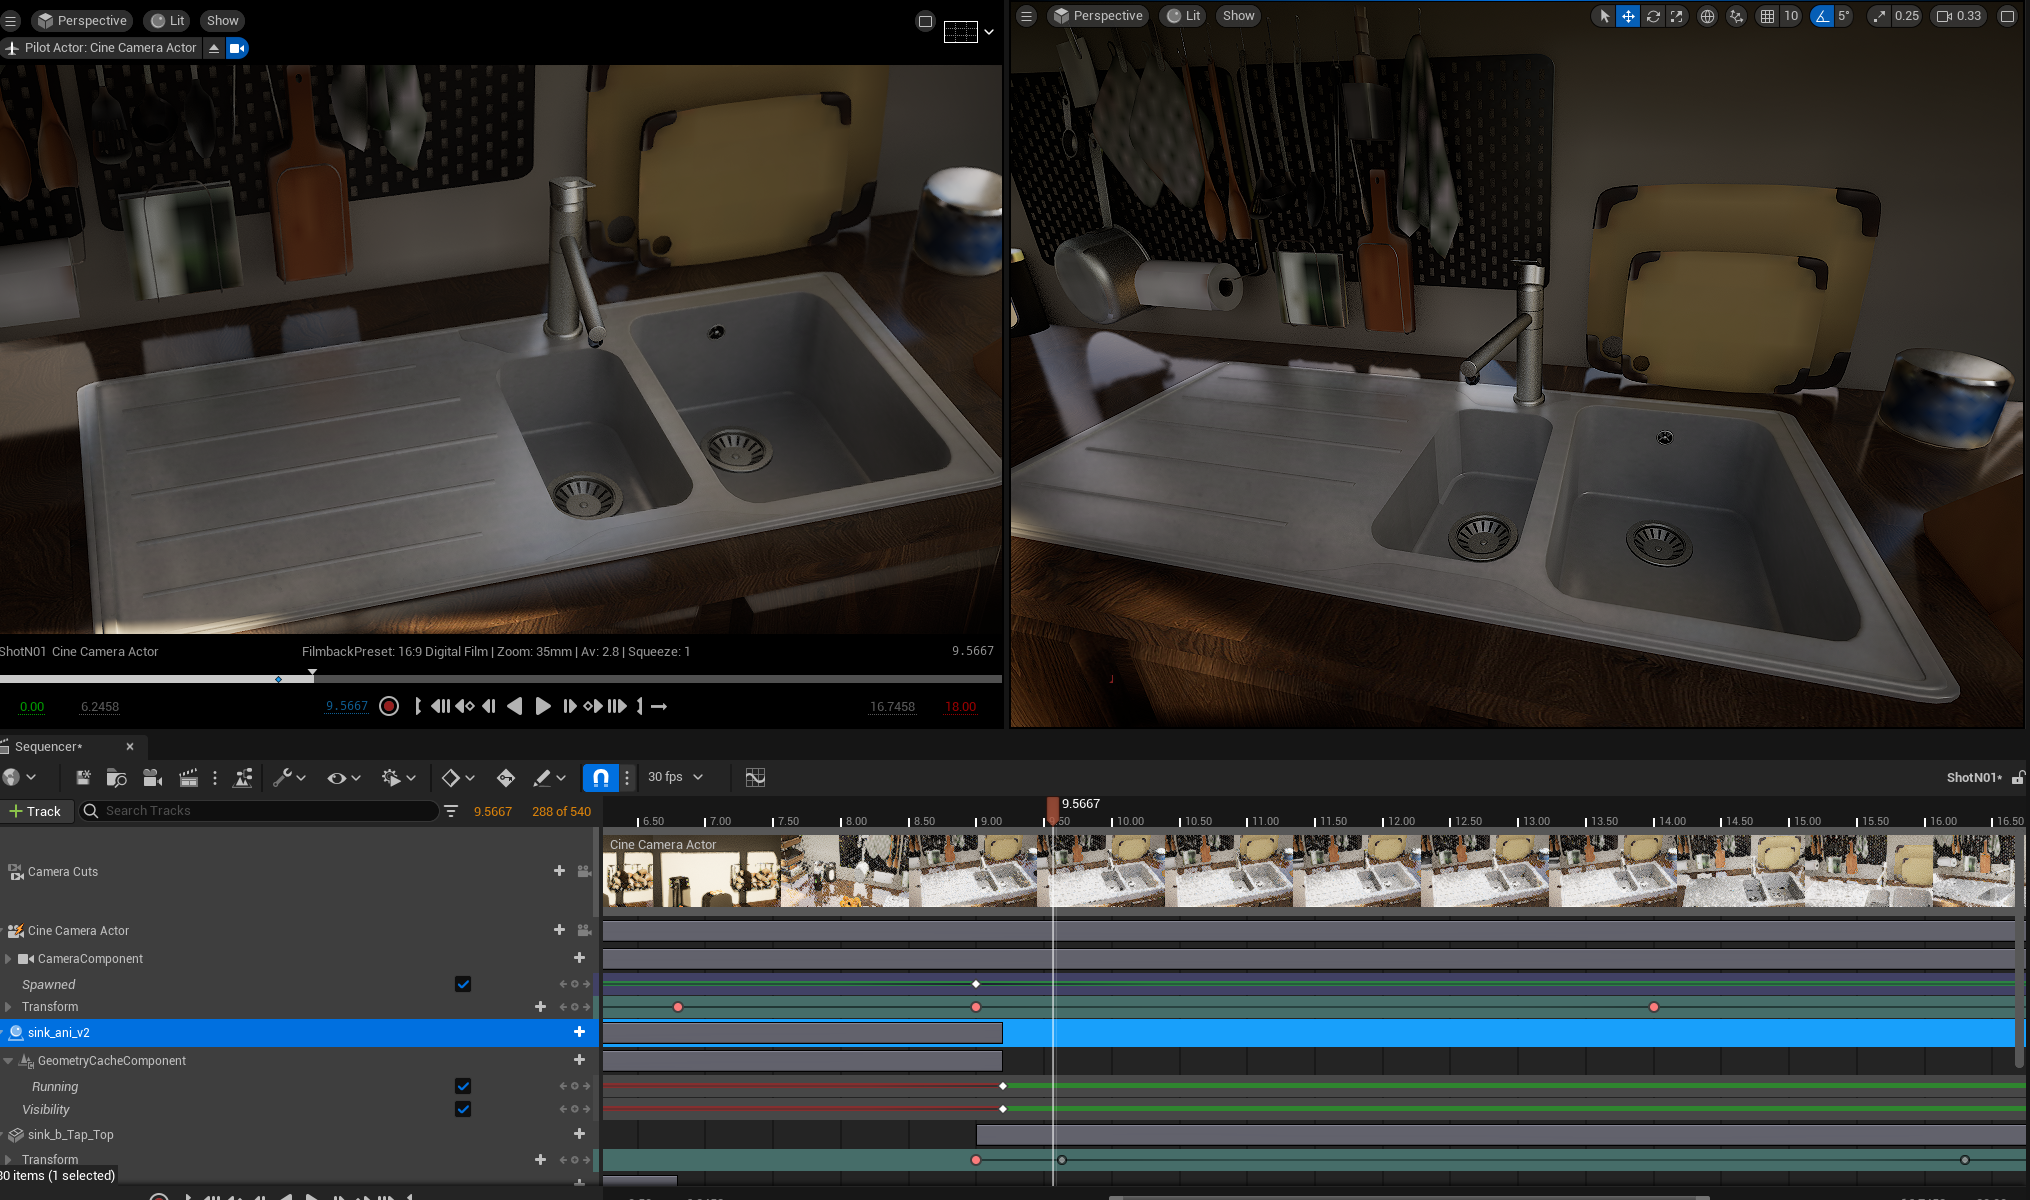 Perspective Lit Show
Pilot Actor: Cine Camera Actor
Perspective Lit Show 10 5° 0.25 0.33
ShotN01 Cine Camera Actor FilmbackPreset: 16:9 Digital Film | Zoom: 35mm | Av: 2.8 | Squeeze: 1 9.5667
0.00 6.2458 9.5667 16.7458 18.00
Sequencer*
30 fps ShotN01*
Track Search Tracks 9.5667 288 of 540
9.5667
6.50 7.00 7.50 8.00 8.50 9.00 9.50 10.00 10.50 11.00 11.50 12.00 12.50 13.00 13.50 14.00 14.50 15.00 15.50 16.00 16.50
Cine Camera Actor
Camera Cuts
Cine Camera Actor
CameraComponent
Spawned
Transform
sink_ani_v2
GeometryCacheComponent
Running
Visibility
sink_b_Tap_Top
Transform
30 items (1 selected)